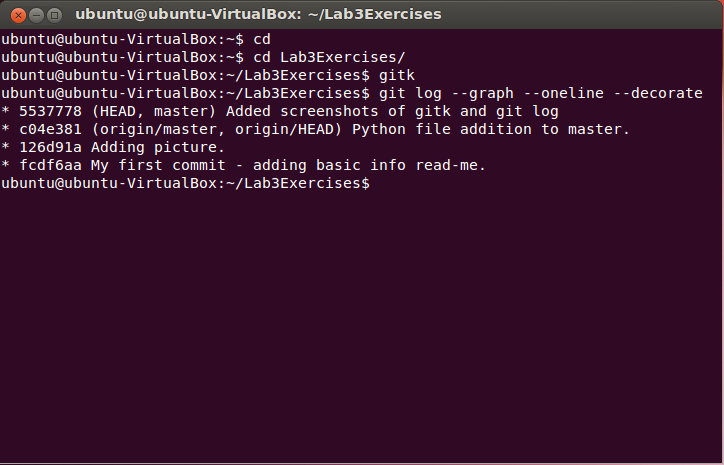 ubuntu@ubuntu-VirtualBox: ~/Lab3Exercises
ubuntu@ubuntu-VirtualBox:~$ cd
ubuntu@ubuntu-VirtualBox:~$ cd Lab3Exercises/
ubuntu@ubuntu-VirtualBox:~/Lab3Exercises$ gitk
ubuntu@ubuntu-VirtualBox:~/Lab3Exercises$ git log --graph --oneline --decorate
* 5537778 (HEAD, master) Added screenshots of gitk and git log
* c04e381 (origin/master, origin/HEAD) Python file addition to master.
* 126d91a Adding picture.
* fcdf6aa My first commit - adding basic info read-me.
ubuntu@ubuntu-VirtualBox:~/Lab3Exercises$